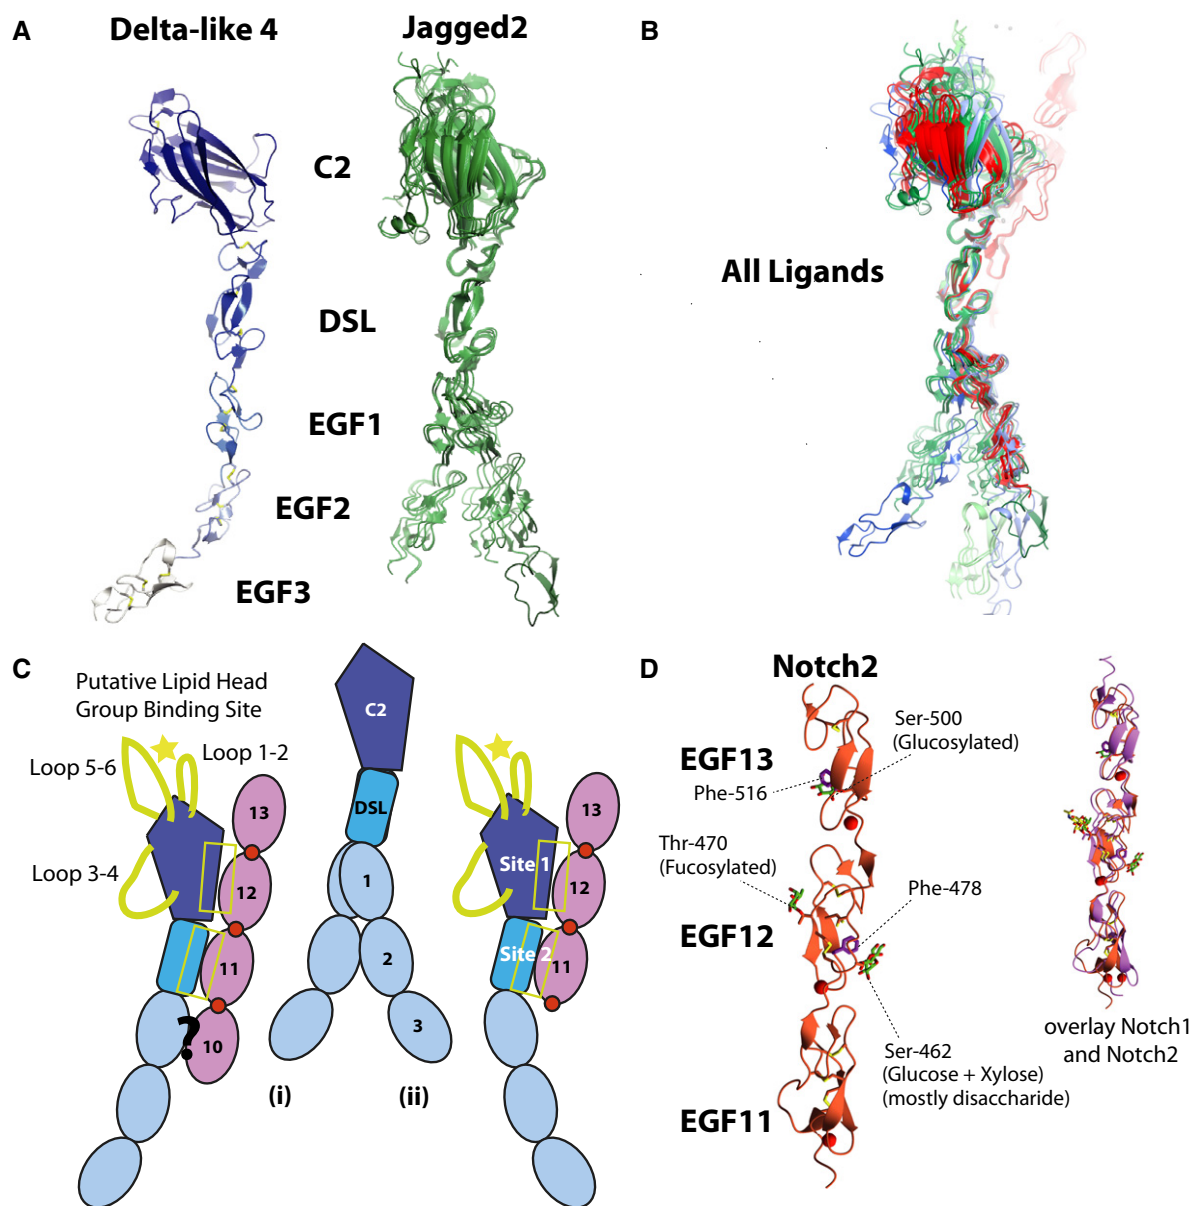 A
Delta-like 4
Jagged2
C2
DSL
EGF1
EGF2
EGF3
B
All Ligands
C
Putative Lipid Head
Group Binding Site
Loop 5-6
Loop 1-2
Loop 3-4
13
12
11
10
?
(i)
C2
DSL
1
2
3
(ii)
Site 1
Site 2
13
12
11
D
Notch2
EGF13
Ser-500
(Glucosylated)
Phe-516
Thr-470
(Fucosylated)
Phe-478
EGF12
Ser-462
(Glucose + Xylose)
(mostly disaccharide)
EGF11
overlay Notch1
and Notch2